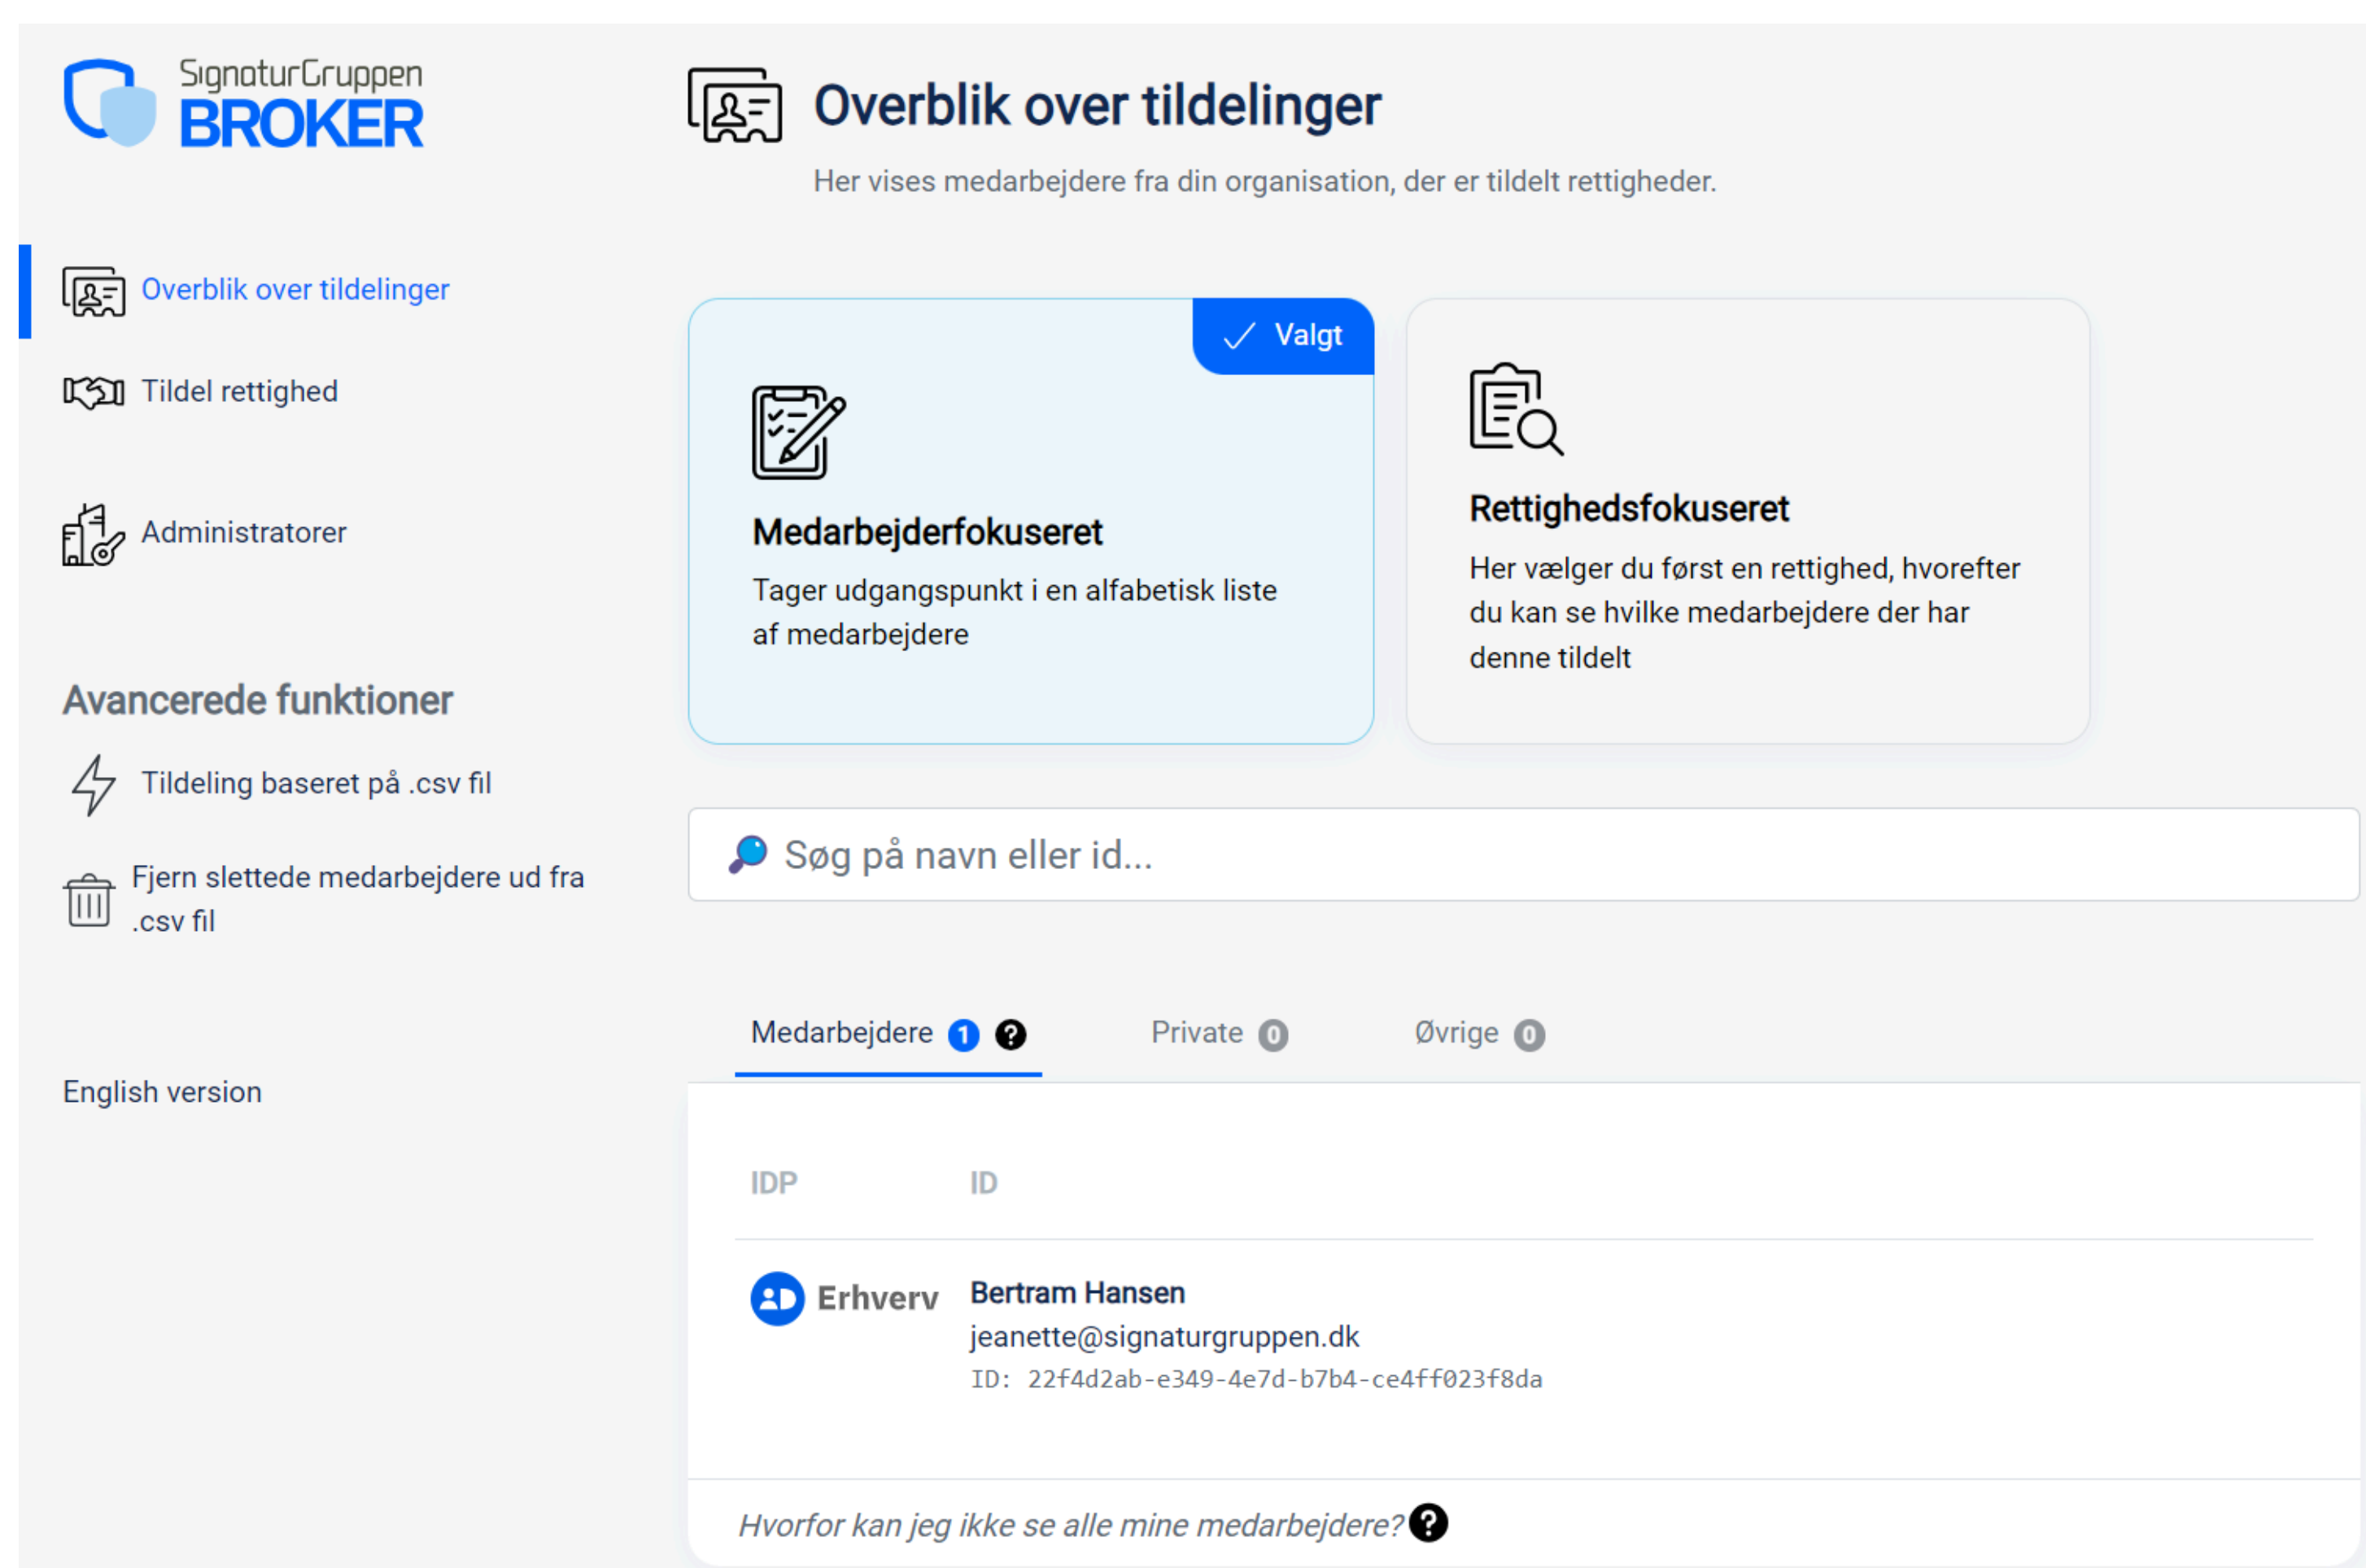 SignaturGruppen
BROKER
Overblik over tildelinger
Tildel rettighed
Administratorer
Avancerede funktioner
Tildeling baseret på .csv fil
Fjern slettede medarbejdere ud fra
.csv fil
English version
Overblik over tildelinger
Her vises medarbejdere fra din organisation, der er tildelt rettigheder.
Valgt
Medarbejderfokuseret
Tager udgangspunkt i en alfabetisk liste
af medarbejdere
Rettighedsfokuseret
Her vælger du først en rettighed, hvorefter
du kan se hvilke medarbejdere der har
denne tildelt
Søg på navn eller id...
Medarbejdere 1 ? Private 0 Øvrige 0
IDP ID
Erhverv Bertram Hansen
jeanette@signaturgruppen.dk
ID: 22f4d2ab-e349-4e7d-b7b4-ce4ff023f8da
Hvorfor kan jeg ikke se alle mine medarbejdere? ?